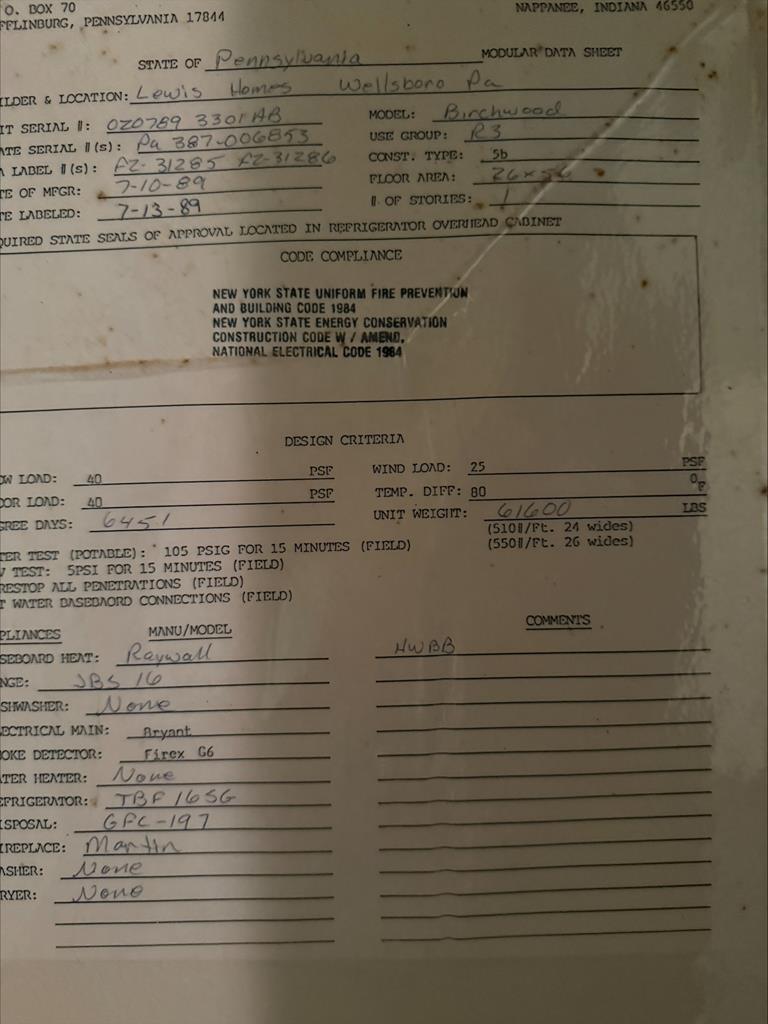 O. BOX 70 NAPPANEE, INDIANA 46550
FFLINBURG, PENNSYLVANIA 17844
STATE OF Pennsylvania MODULAR DATA SHEET
ILDER & LOCATION: Lewis Homes Wellsboro Pa
IT SERIAL #: OZ0789 3301AB MODEL: Birchwood
ATE SERIAL #(s): Pa 387-006853 USE GROUP: R3
A LABEL #(s): FZ-31285 FZ-31286 CONST. TYPE: 5b
TE OF MFGR: 7-10-89 FLOOR AREA: 26x56
TE LABELED: 7-13-89 # OF STORIES: 1
QUIRED STATE SEALS OF APPROVAL LOCATED IN REFRIGERATOR OVERHEAD CABINET
CODE COMPLIANCE
NEW YORK STATE UNIFORM FIRE PREVENTION
AND BUILDING CODE 1984
NEW YORK STATE ENERGY CONSERVATION
CONSTRUCTION CODE W / AMEND.
NATIONAL ELECTRICAL CODE 1984
DESIGN CRITERIA
OW LOAD: 40 PSF WIND LOAD: 25 PSF
OOR LOAD: 40 PSF TEMP. DIFF: 80 °F
GREE DAYS: 6451 UNIT WEIGHT: 61600 LBS
(510#/Ft. 24 wides)
TER TEST (POTABLE): 105 PSIG FOR 15 MINUTES (FIELD) (550#/Ft. 26 wides)
V TEST: 5PSI FOR 15 MINUTES (FIELD)
RESTOP ALL PENETRATIONS (FIELD)
T WATER BASEBAORD CONNECTIONS (FIELD)
PLIANCES MANU/MODEL COMMENTS
SEBOARD HEAT: Raywall HWBB
NGE: JBS 16
SHWASHER: None
ECTRICAL MAIN: Bryant
OKE DETECTOR: Firex G6
TER HEATER: None
EFRIGERATOR: TBF 16SG
ISPOSAL: GFC-197
IREPLACE: Martin
ASHER: None
RYER: None